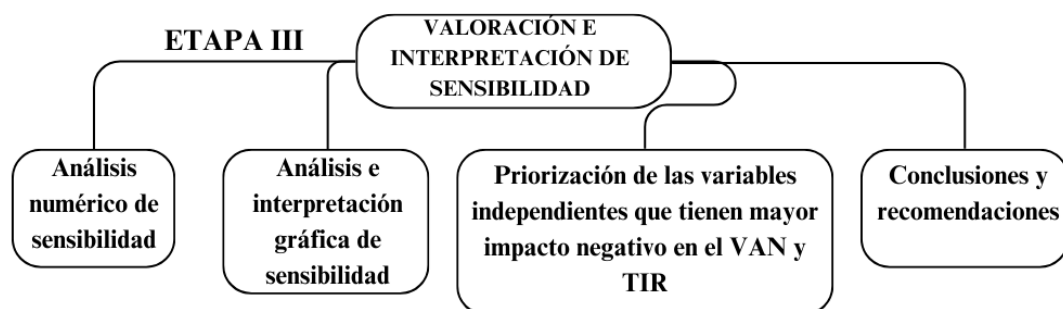 ETAPA III
VALORACIÓN E
INTERPRETACIÓN DE
SENSIBILIDAD
Análisis
numérico de
sensibilidad
Análisis e
interpretación
gráfica de
sensibilidad
Priorización de las variables
independientes que tienen mayor
impacto negativo en el VAN y
TIR
Conclusiones y
recomendaciones